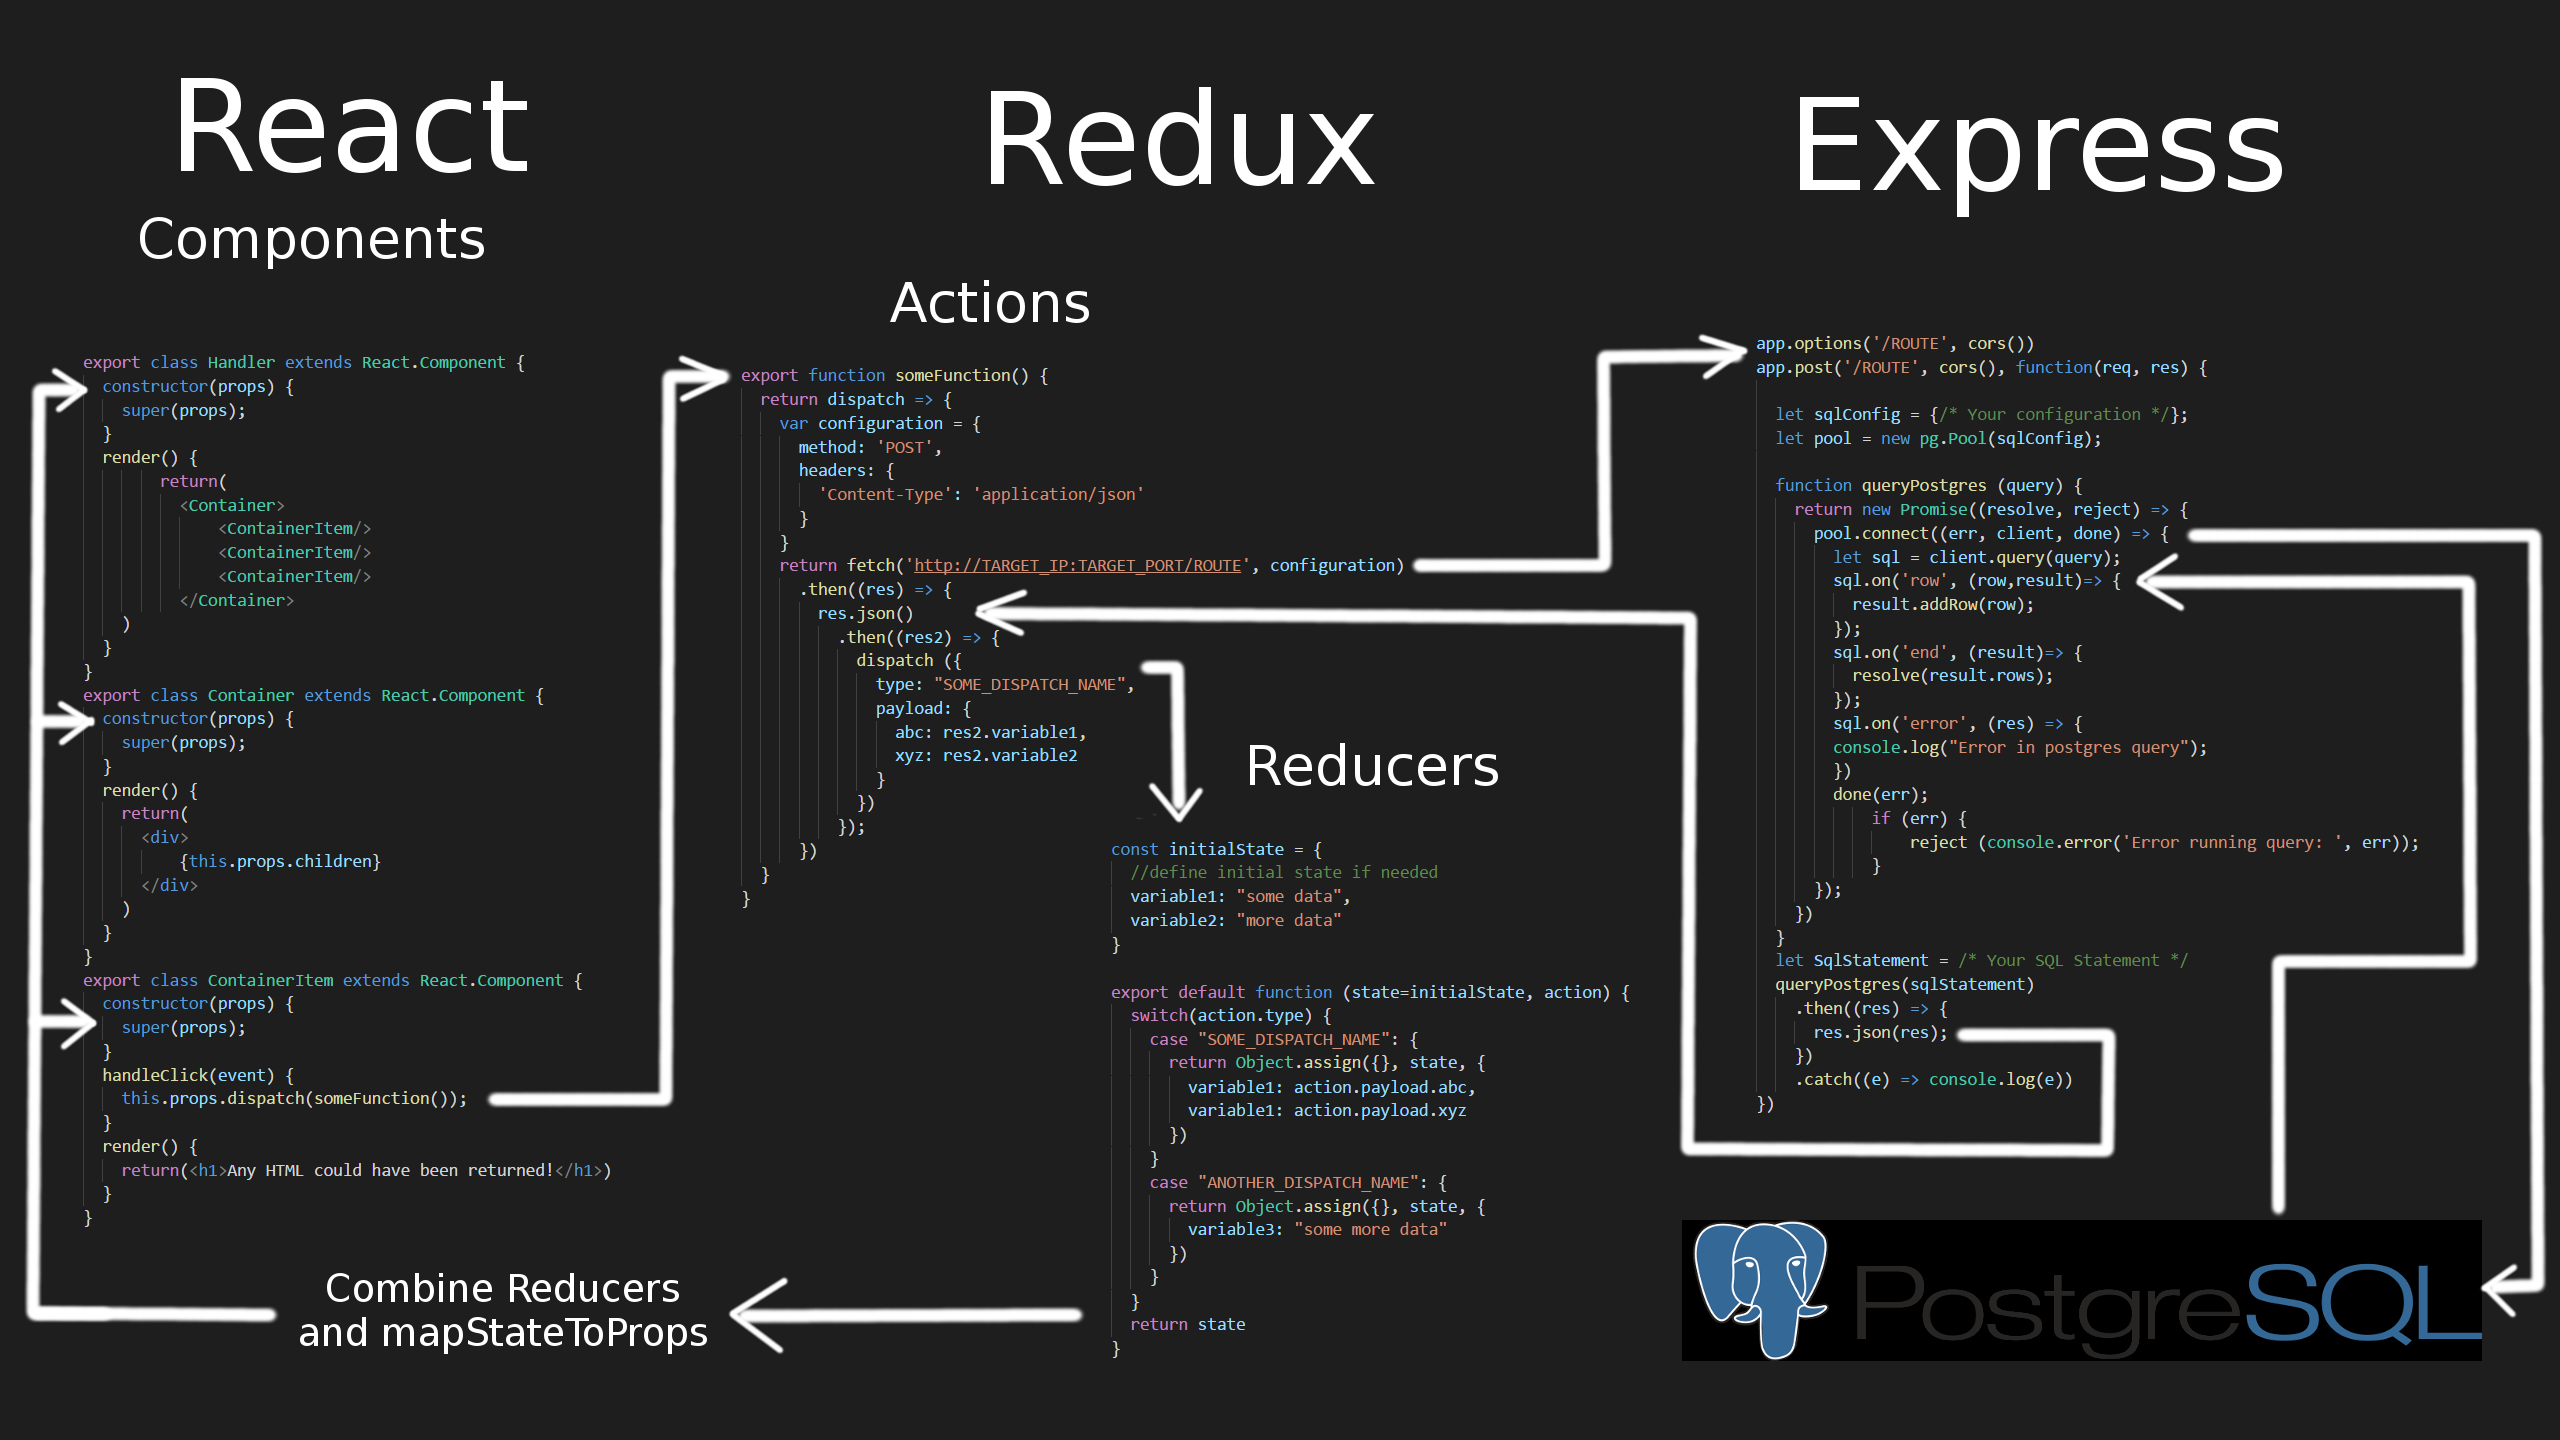 React
Components
export class Handler extends React.Component {
constructor(props) {
super(props);
}
render() {
return(
<Container>
<ContainerItem/>
<ContainerItem/>
<ContainerItem/>
</Container>
)
}
}
export class Container extends React.Component {
constructor(props) {
super(props);
}
render() {
return(
<div>
{this.props.children}
</div>
)
}
}
export class ContainerItem extends React.Component {
constructor(props) {
super(props);
}
handleClick(event) {
this.props.dispatch(someFunction());
}
render() {
return(<h1>Any HTML could have been returned!</h1>)
}
}
Combine Reducers
and mapStateToProps
Redux
Actions
export function someFunction() {
return dispatch => {
var configuration = {
method: 'POST',
headers: {
'Content-Type': 'application/json'
}
}
return fetch('http://TARGET_IP:TARGET_PORT/ROUTE', configuration)
.then((res) => {
res.json()
.then((res2) => {
dispatch ({
type: "SOME_DISPATCH_NAME",
payload: {
abc: res2.variable1,
xyz: res2.variable2
}
})
});
})
}
}
Reducers
const initialState = {
//define initial state if needed
variable1: "some data",
variable2: "more data"
}
export default function (state=initialState, action) {
switch(action.type) {
case "SOME_DISPATCH_NAME": {
return Object.assign({}, state, {
variable1: action.payload.abc,
variable1: action.payload.xyz
})
}
case "ANOTHER_DISPATCH_NAME": {
return Object.assign({}, state, {
variable3: "some more data"
})
}
}
return state
}
Express
app.options('/ROUTE', cors())
app.post('/ROUTE', cors(), function(req, res) {
let sqlConfig = {/* Your configuration */};
let pool = new pg.Pool(sqlConfig);
function queryPostgres (query) {
return new Promise((resolve, reject) => {
pool.connect((err, client, done) => {
let sql = client.query(query);
sql.on('row', (row,result)=> {
result.addRow(row);
});
sql.on('end', (result)=> {
resolve(result.rows);
});
sql.on('error', (res) => {
console.log("Error in postgres query");
})
done(err);
if (err) {
reject (console.error('Error running query: ', err));
}
});
})
}
let SqlStatement = /* Your SQL Statement */
queryPostgres(sqlStatement)
.then((res) => {
res.json(res);
})
.catch((e) => console.log(e))
})
PostgreSQL